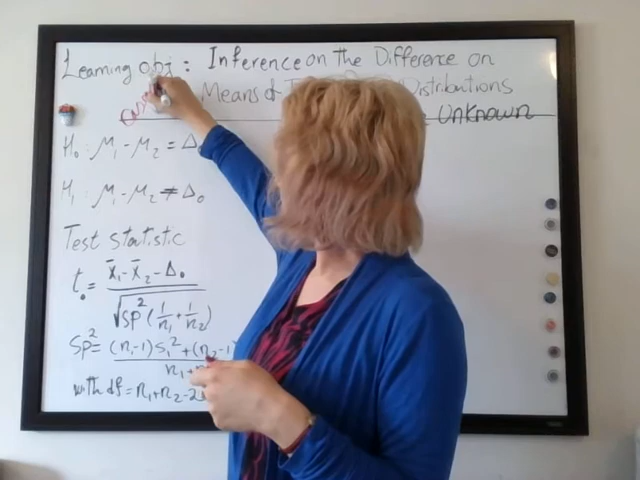 Learning obj : Inference on the Difference on
Means of Distributions
Unknown
H₀ : μ₁ - μ₂ = Δ₀
H₁ : μ₁ - μ₂ ≠ Δ₀
Test statistic
t₀ = (x̄₁ - x̄₂ - Δ₀) / √(SP² (1/n₁ + 1/n₂))
SP² = (n₁-1) S₁² + (n₂-1
n₁+
with df = n₁+n₂-2